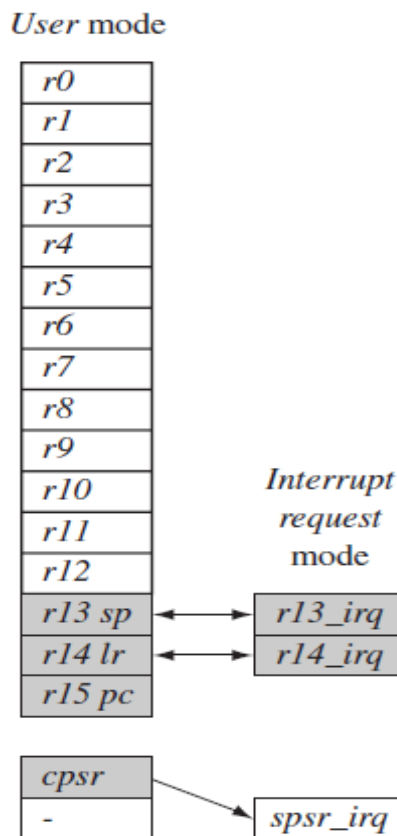 User mode
r0
r1
r2
r3
r4
r5
r6
r7
r8
r9
r10
r11
r12
r13 sp
r14 lr
r15 pc
cpsr
-
Interrupt
request
mode
r13_irq
r14_irq
spsr_irq